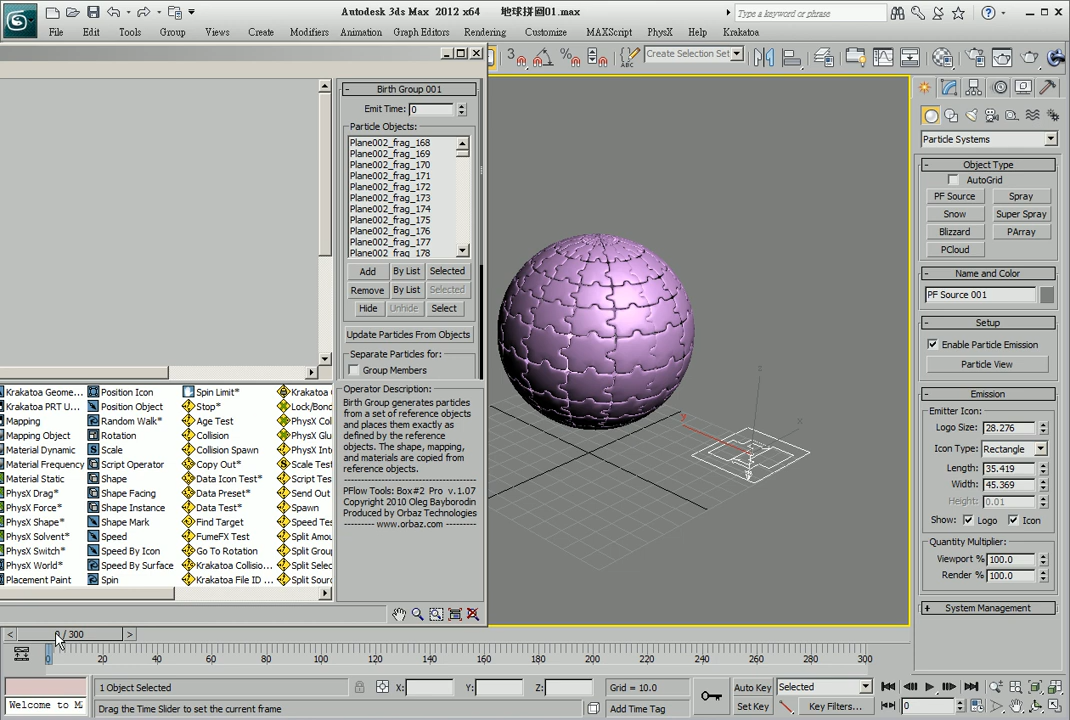 Autodesk 3ds Max 2012 x64 地球拼圖01.max
Type a keyword or phrase
File Edit Tools Group Views Create Modifiers Animation Graph Editors Rendering Customize MAXScript PhysX Help Krakatoa
3
Create Selection Set
Birth Group 001
Emit Time: 0
Particle Objects:
Plane002_frag_168
Plane002_frag_169
Plane002_frag_170
Plane002_frag_171
Plane002_frag_172
Plane002_frag_173
Plane002_frag_174
Plane002_frag_175
Plane002_frag_176
Plane002_frag_177
Plane002_frag_178
Add By List Selected
Remove By List Selected
Hide Unhide Select
Update Particles From Objects
Separate Particles for:
Group Members
Operator Description:
Birth Group generates particles
from a set of reference objects
and places them exactly as
defined by the reference
objects. The shape, mapping,
and materials are copied from
reference objects.
PFlow Tools: Box#2 Pro v.1.07
Copyright 2010 Oleg Bayborodin
Produced by Orbaz Technologies
---------- www.orbaz.com ----------
Krakatoa Geome... Position Icon Spin Limit* Krakatoa
Krakatoa PRT U... Position Object Stop* Lock/Bond
Mapping Random Walk* Age Test PhysX Col
Mapping Object Rotation Collision PhysX Glu
Material Dynamic Scale Collision Spawn PhysX Int
Material Frequency Script Operator Copy Out* Scale Test
Material Static Shape Data Icon Test* Script Tes
PhysX Drag* Shape Facing Data Preset* Send Out
PhysX Force* Shape Instance Data Test* Spawn
PhysX Shape* Shape Mark Find Target Speed Tes
PhysX Solvent* Speed FumeFX Test Split Amou
PhysX Switch* Speed By Icon Go To Rotation Split Group
PhysX World* Speed By Surface Krakatoa Collisio... Split Selec
Placement Paint Spin Krakatoa File ID ... Split Sourc
z
x
y
Particle Systems
Object Type
AutoGrid
PF Source Spray
Snow Super Spray
Blizzard PArray
PCloud
Name and Color
PF Source 001
Setup
Enable Particle Emission
Particle View
Emission
Emitter Icon:
Logo Size: 28.276
Icon Type: Rectangle
Length: 35.419
Width: 45.369
Height: 0.01
Show: Logo Icon
Quantity Multiplier:
Viewport % 100.0
Render % 100.0
System Management
/ 300
0 20 40 60 80 100 120 140 160 180 200 220 240 260 280 300
1 Object Selected X: Y: Z: Grid = 10.0 Auto Key Selected
Welcome to M Drag the Time Slider to set the current frame Add Time Tag Set Key Key Filters... 0